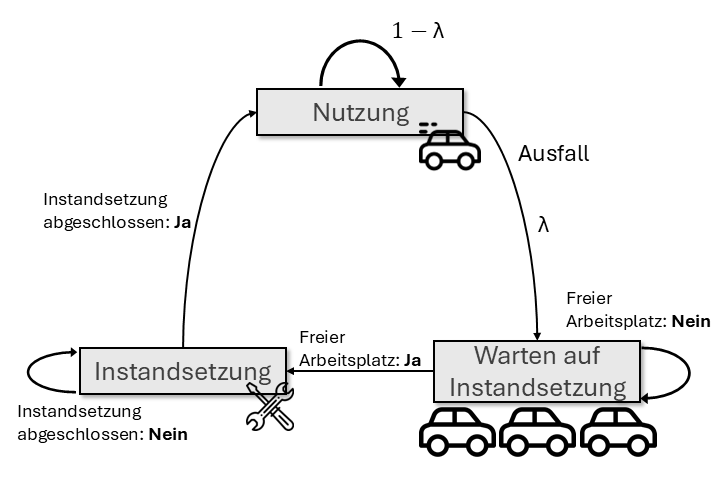 1 − λ
Nutzung
Ausfall
Instandsetzung
abgeschlossen: Ja
λ
Freier
Arbeitsplatz: Nein
Freier
Arbeitsplatz: Ja
Warten auf
Instandsetzung
Instandsetzung
Instandsetzung
abgeschlossen: Nein